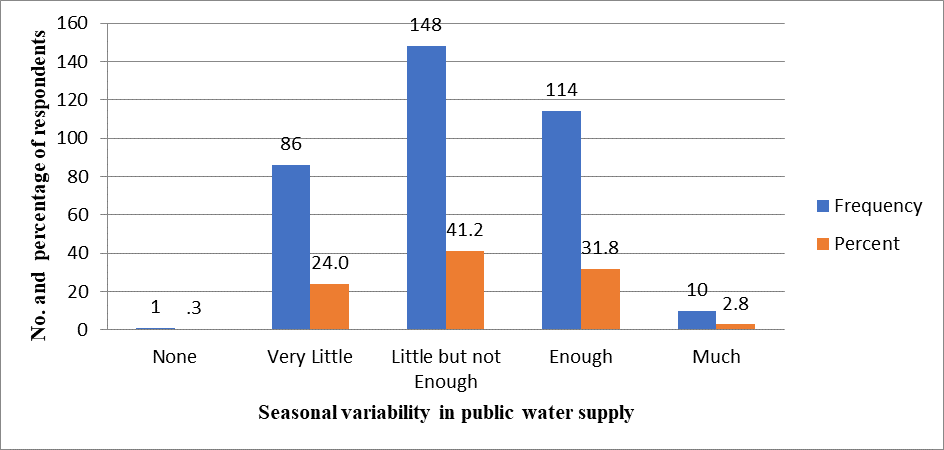 No. and percentage of respondents
160
140
120
100
80
60
40
20
0
1
.3
86
24.0
148
41.2
114
31.8
10
2.8
None
Very Little
Little but not
Enough
Enough
Much
Seasonal variability in public water supply
Frequency
Percent